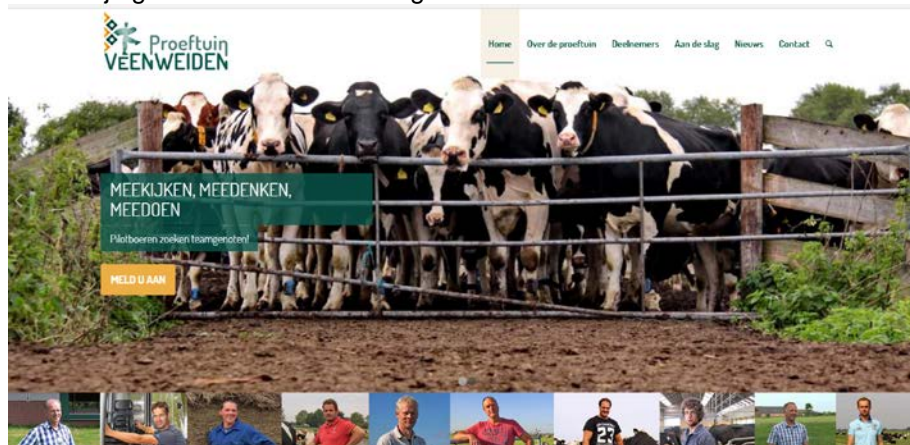 Proeftuin
VEENWEIDEN
Home Over de proeftuin Deelnemers Aan de slag Nieuws Contact
MEEKIJKEN, MEEDENKEN,
MEEDOEN
Pilotboeren zoeken teamgenoten!
MELD U AAN
23